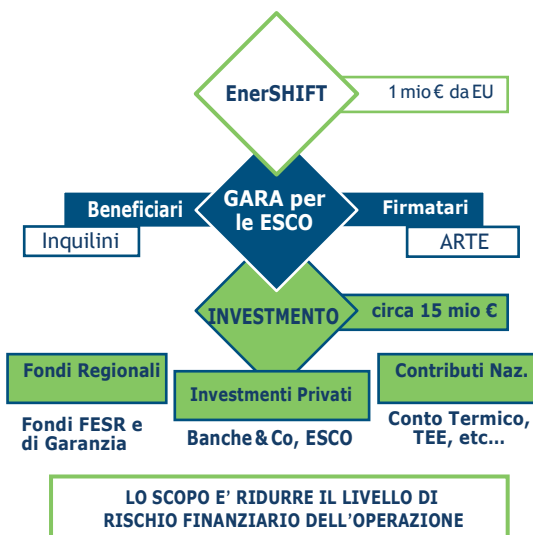 EnerSHIFT
1 mio € da EU
Beneficiari
GARA per
le ESCO
Firmatari
Inquilini
ARTE
INVESTMENTO
circa 15 mio €
Fondi Regionali
Investimenti Privati
Contributi Naz.
Fondi FESR e
di Garanzia
Banche & Co, ESCO
Conto Termico,
TEE, etc...
LO SCOPO E' RIDURRE IL LIVELLO DI
RISCHIO FINANZIARIO DELL'OPERAZIONE